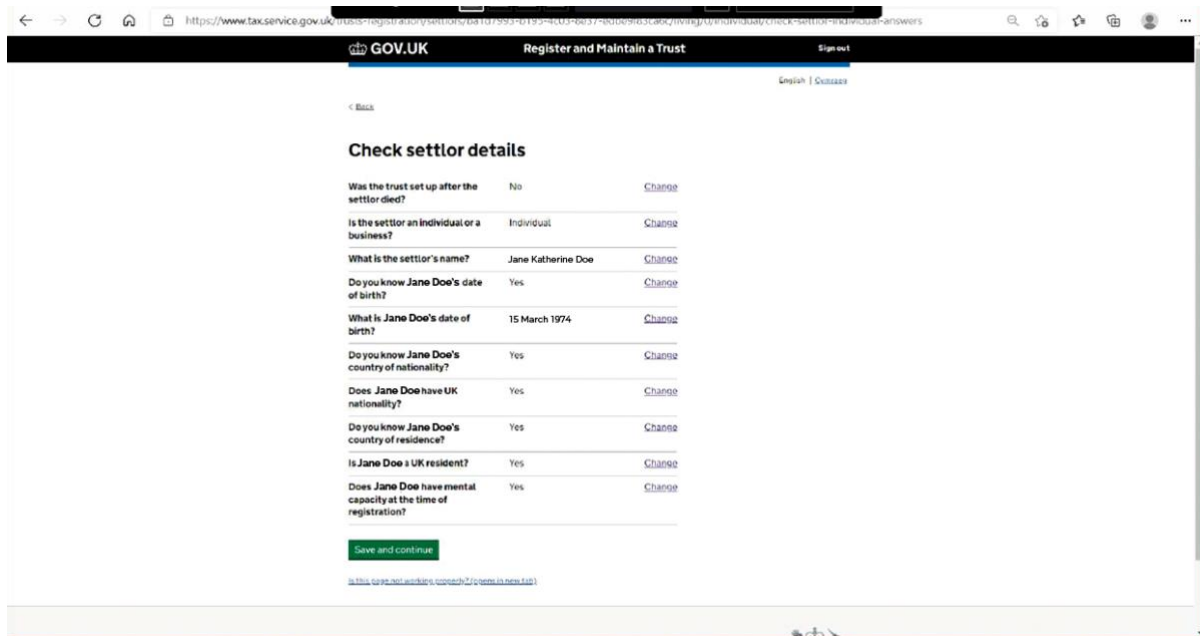 GOV.UK Register and Maintain a Trust Sign out
English | Cymraeg
< Back
Check settlor details
Was the trust set up after the settlor died? No Change
Is the settlor an individual or a business? Individual Change
What is the settlor's name? Jane Katherine Doe Change
Do you know Jane Doe's date of birth? Yes Change
What is Jane Doe's date of birth? 15 March 1974 Change
Do you know Jane Doe's country of nationality? Yes Change
Does Jane Doe have UK nationality? Yes Change
Do you know Jane Doe's country of residence? Yes Change
Is Jane Doe a UK resident? Yes Change
Does Jane Doe have mental capacity at the time of registration? Yes Change
Save and continue
Is this page not working properly? (opens in new tab)